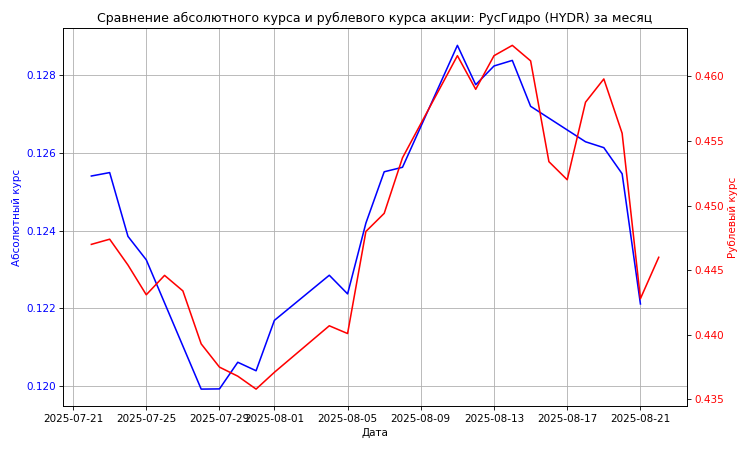 Сравнение абсолютного курса и рублевого курса акции: РусГидро (HYDR) за месяц
0.128
0.126
0.124
0.122
0.120
Абсолютный курс
0.460
0.455
0.450
0.445
0.440
0.435
Рублевый курс
2025-07-21 2025-07-25 2025-07-29 2025-08-01 2025-08-05 2025-08-09 2025-08-13 2025-08-17 2025-08-21
Дата